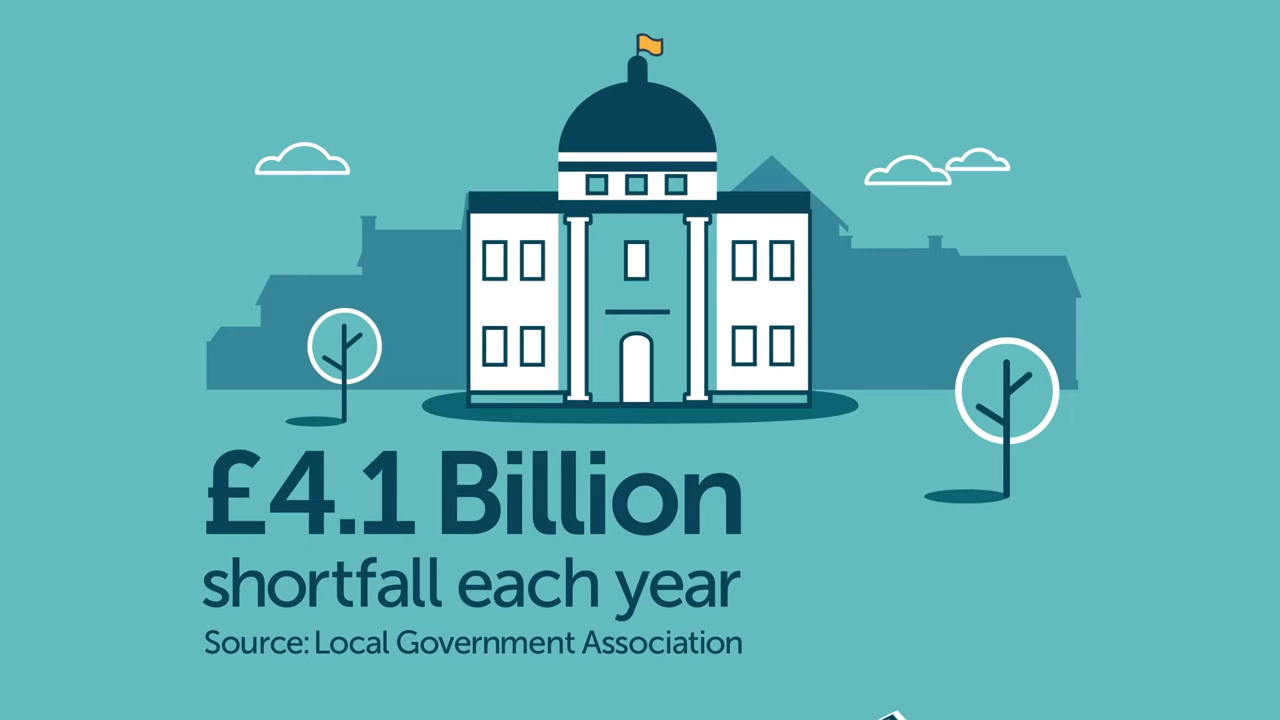 £4.1 Billion
shortfall each year
Source: Local Government Association